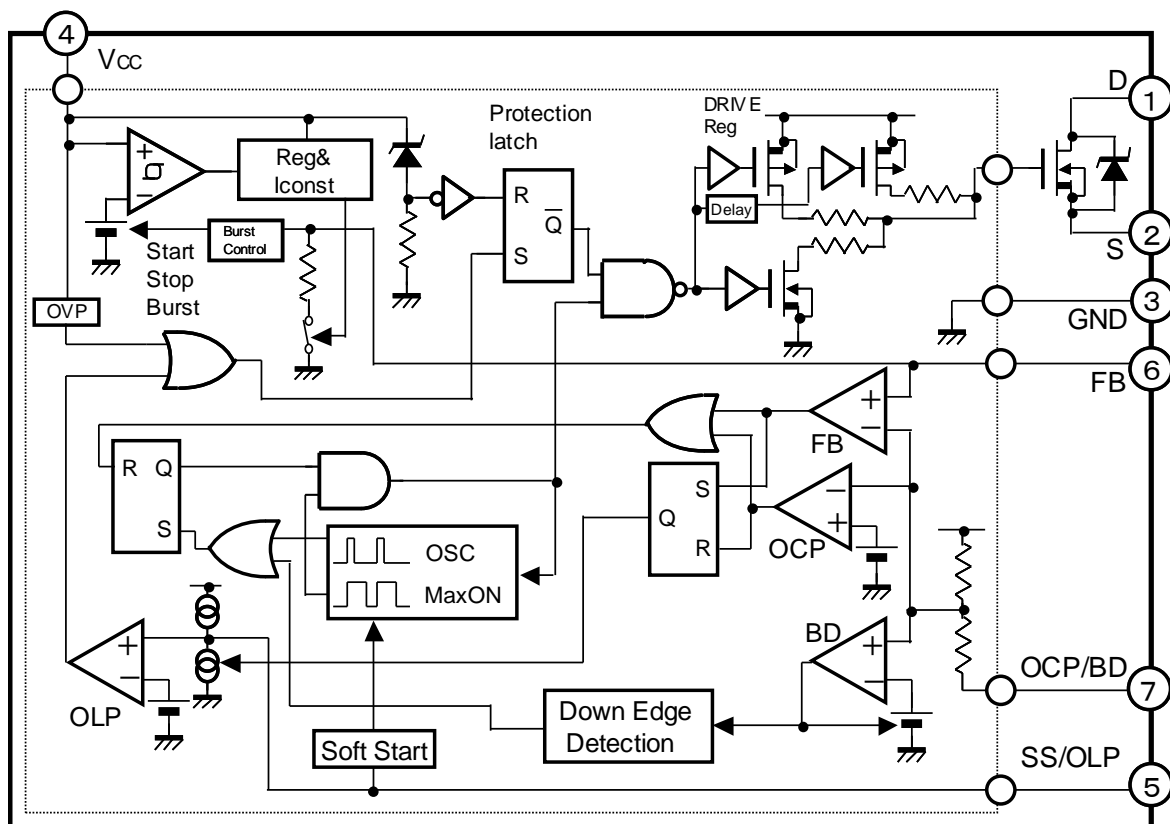 4
VCC
D
1
DRIVE
Reg
Protection
latch
Reg&
Iconst
+
−
R
Q
S
Delay
2
S
Burst
Control
Start
Stop
Burst
OVP
3
GND
6
FB
+
−
FB
R
Q
S
S
Q
R
−
+
OCP
OSC
MaxON
BD
+
−
+
−
OLP
OCP/BD
7
Down Edge
Detection
Soft Start
SS/OLP
5